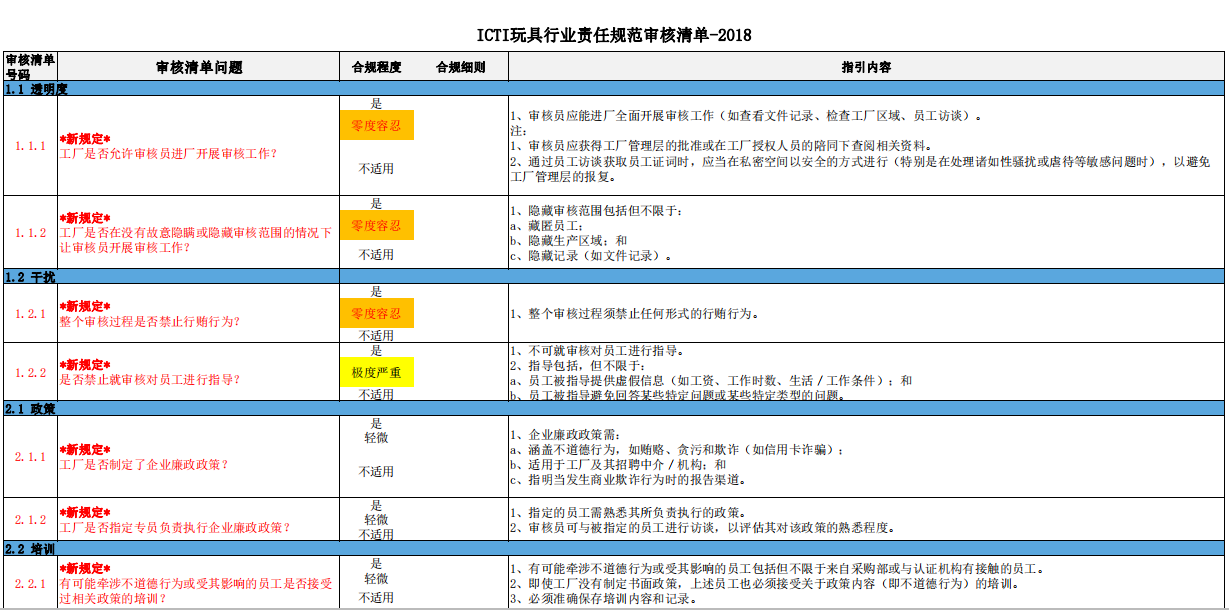 ICTI玩具行业责任规范审核清单-2018
审核清单
号码
审核清单问题
合规程度
合规细则
指引内容
1.1 透明度
1.1.1
*新规定*
工厂是否允许审核员进厂开展审核工作？
是
零度容忍
不适用
1、审核员应能进厂全面开展审核工作（如查看文件记录、检查工厂区域、员工访谈）。
注：
1、审核员应获得工厂管理层的批准或在工厂授权人员的陪同下查阅相关资料。
2、通过员工访谈获取员工证词时，应当在私密空间以安全的方式进行（特别是在处理诸如性骚扰或虐待等敏感问题时），以避免
工厂管理层的报复。
1.1.2
*新规定*
工厂是否在没有故意隐瞒或隐藏审核范围的情况下
让审核员开展审核工作？
是
零度容忍
不适用
1、隐藏审核范围包括但不限于：
a、藏匿员工；
b、隐藏生产区域；和
c、隐藏记录（如文件记录）。
1.2 干扰
1.2.1
*新规定*
整个审核过程是否禁止行贿行为？
是
零度容忍
不适用
1、整个审核过程须禁止任何形式的行贿行为。
1.2.2
*新规定*
是否禁止就审核对员工进行指导？
是
极度严重
不适用
1、不可就审核对员工进行指导。
2、指导包括，但不限于：
a、员工被指导提供虚假信息（如工资、工作时数、生活／工作条件）；和
b、员工被指导避免回答某些特定问题或某些特定类型的问题。
2.1 政策
2.1.1
*新规定*
工厂是否制定了企业廉政政策？
是
轻微
不适用
1、企业廉政政策需：
a、涵盖不道德行为，如贿赂、贪污和欺诈（如信用卡诈骗）；
b、适用于工厂及其招聘中介／机构；和
c、指明当发生商业欺诈行为时的报告渠道。
2.1.2
*新规定*
工厂是否指定专员负责执行企业廉政政策？
是
轻微
不适用
1、指定的员工需熟悉其所负责执行的政策。
2、审核员可与被指定的员工进行访谈，以评估其对该政策的熟悉程度。
2.2 培训
2.2.1
*新规定*
有可能牵涉不道德行为或受其影响的员工是否接受
过相关政策的培训？
是
轻微
不适用
1、有可能牵涉不道德行为或受其影响的员工包括但不限于来自采购部或与认证机构有接触的员工。
2、即使工厂没有制定书面政策，上述员工也必须接受关于政策内容（即不道德行为）的培训。
3、必须准确保存培训内容和记录。